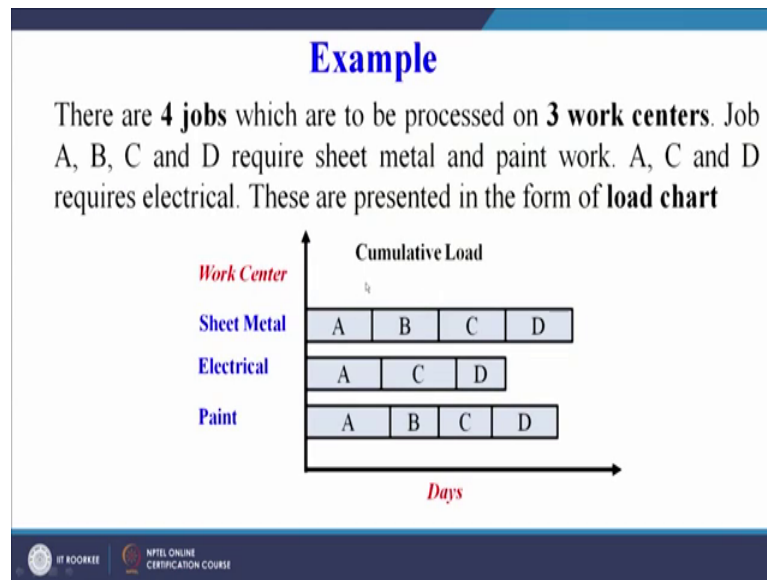 Example
There are 4 jobs which are to be processed on 3 work centers. Job
A, B, C and D require sheet metal and paint work. A, C and D
requires electrical. These are presented in the form of load chart
Cumulative Load
Work Center
Sheet Metal A B C D
Electrical A C D
Paint A B C D
Days
IIT ROORKEE
NPTEL ONLINE
CERTIFICATION COURSE